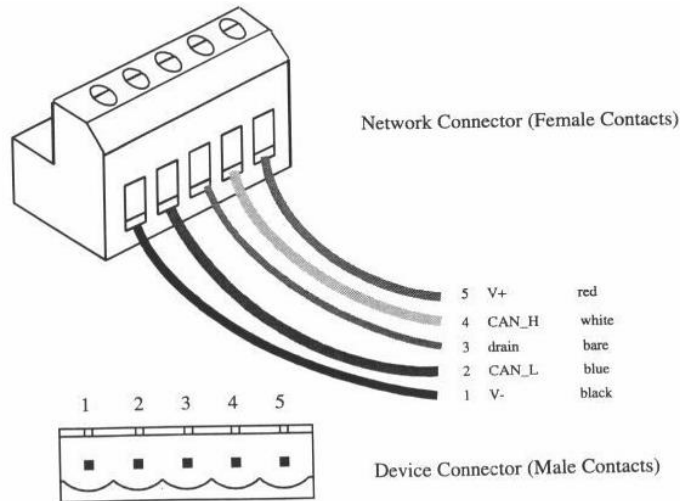 Network Connector (Female Contacts)
5 V+ red
4 CAN_H white
3 drain bare
2 CAN_L blue
1 V- black
1 2 3 4 5
Device Connector (Male Contacts)